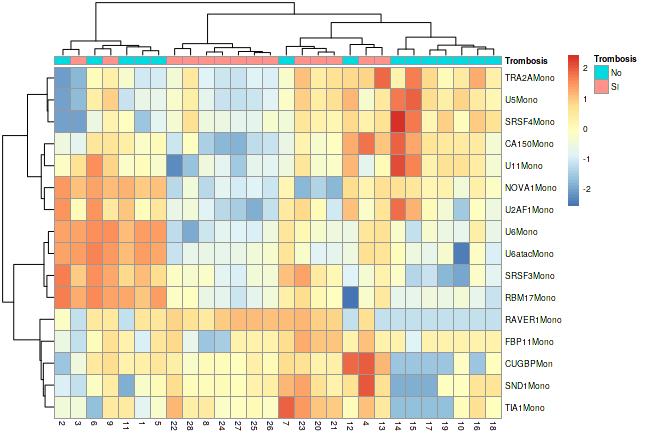 Trombosis
TRA2AMono
U5Mono
SRSF4Mono
CA150Mono
U11Mono
NOVA1Mono
U2AF1Mono
U6Mono
U6atacMono
SRSF3Mono
RBM17Mono
RAVER1Mono
FBP11Mono
CUGBPMon
SND1Mono
TIA1Mono
2 3 6 9 11 1 5 22 28 8 24 27 25 26 7 23 20 21 12 4 13 14 15 17 19 10 16 18
2
1
0
-1
-2
Trombosis
No
SI